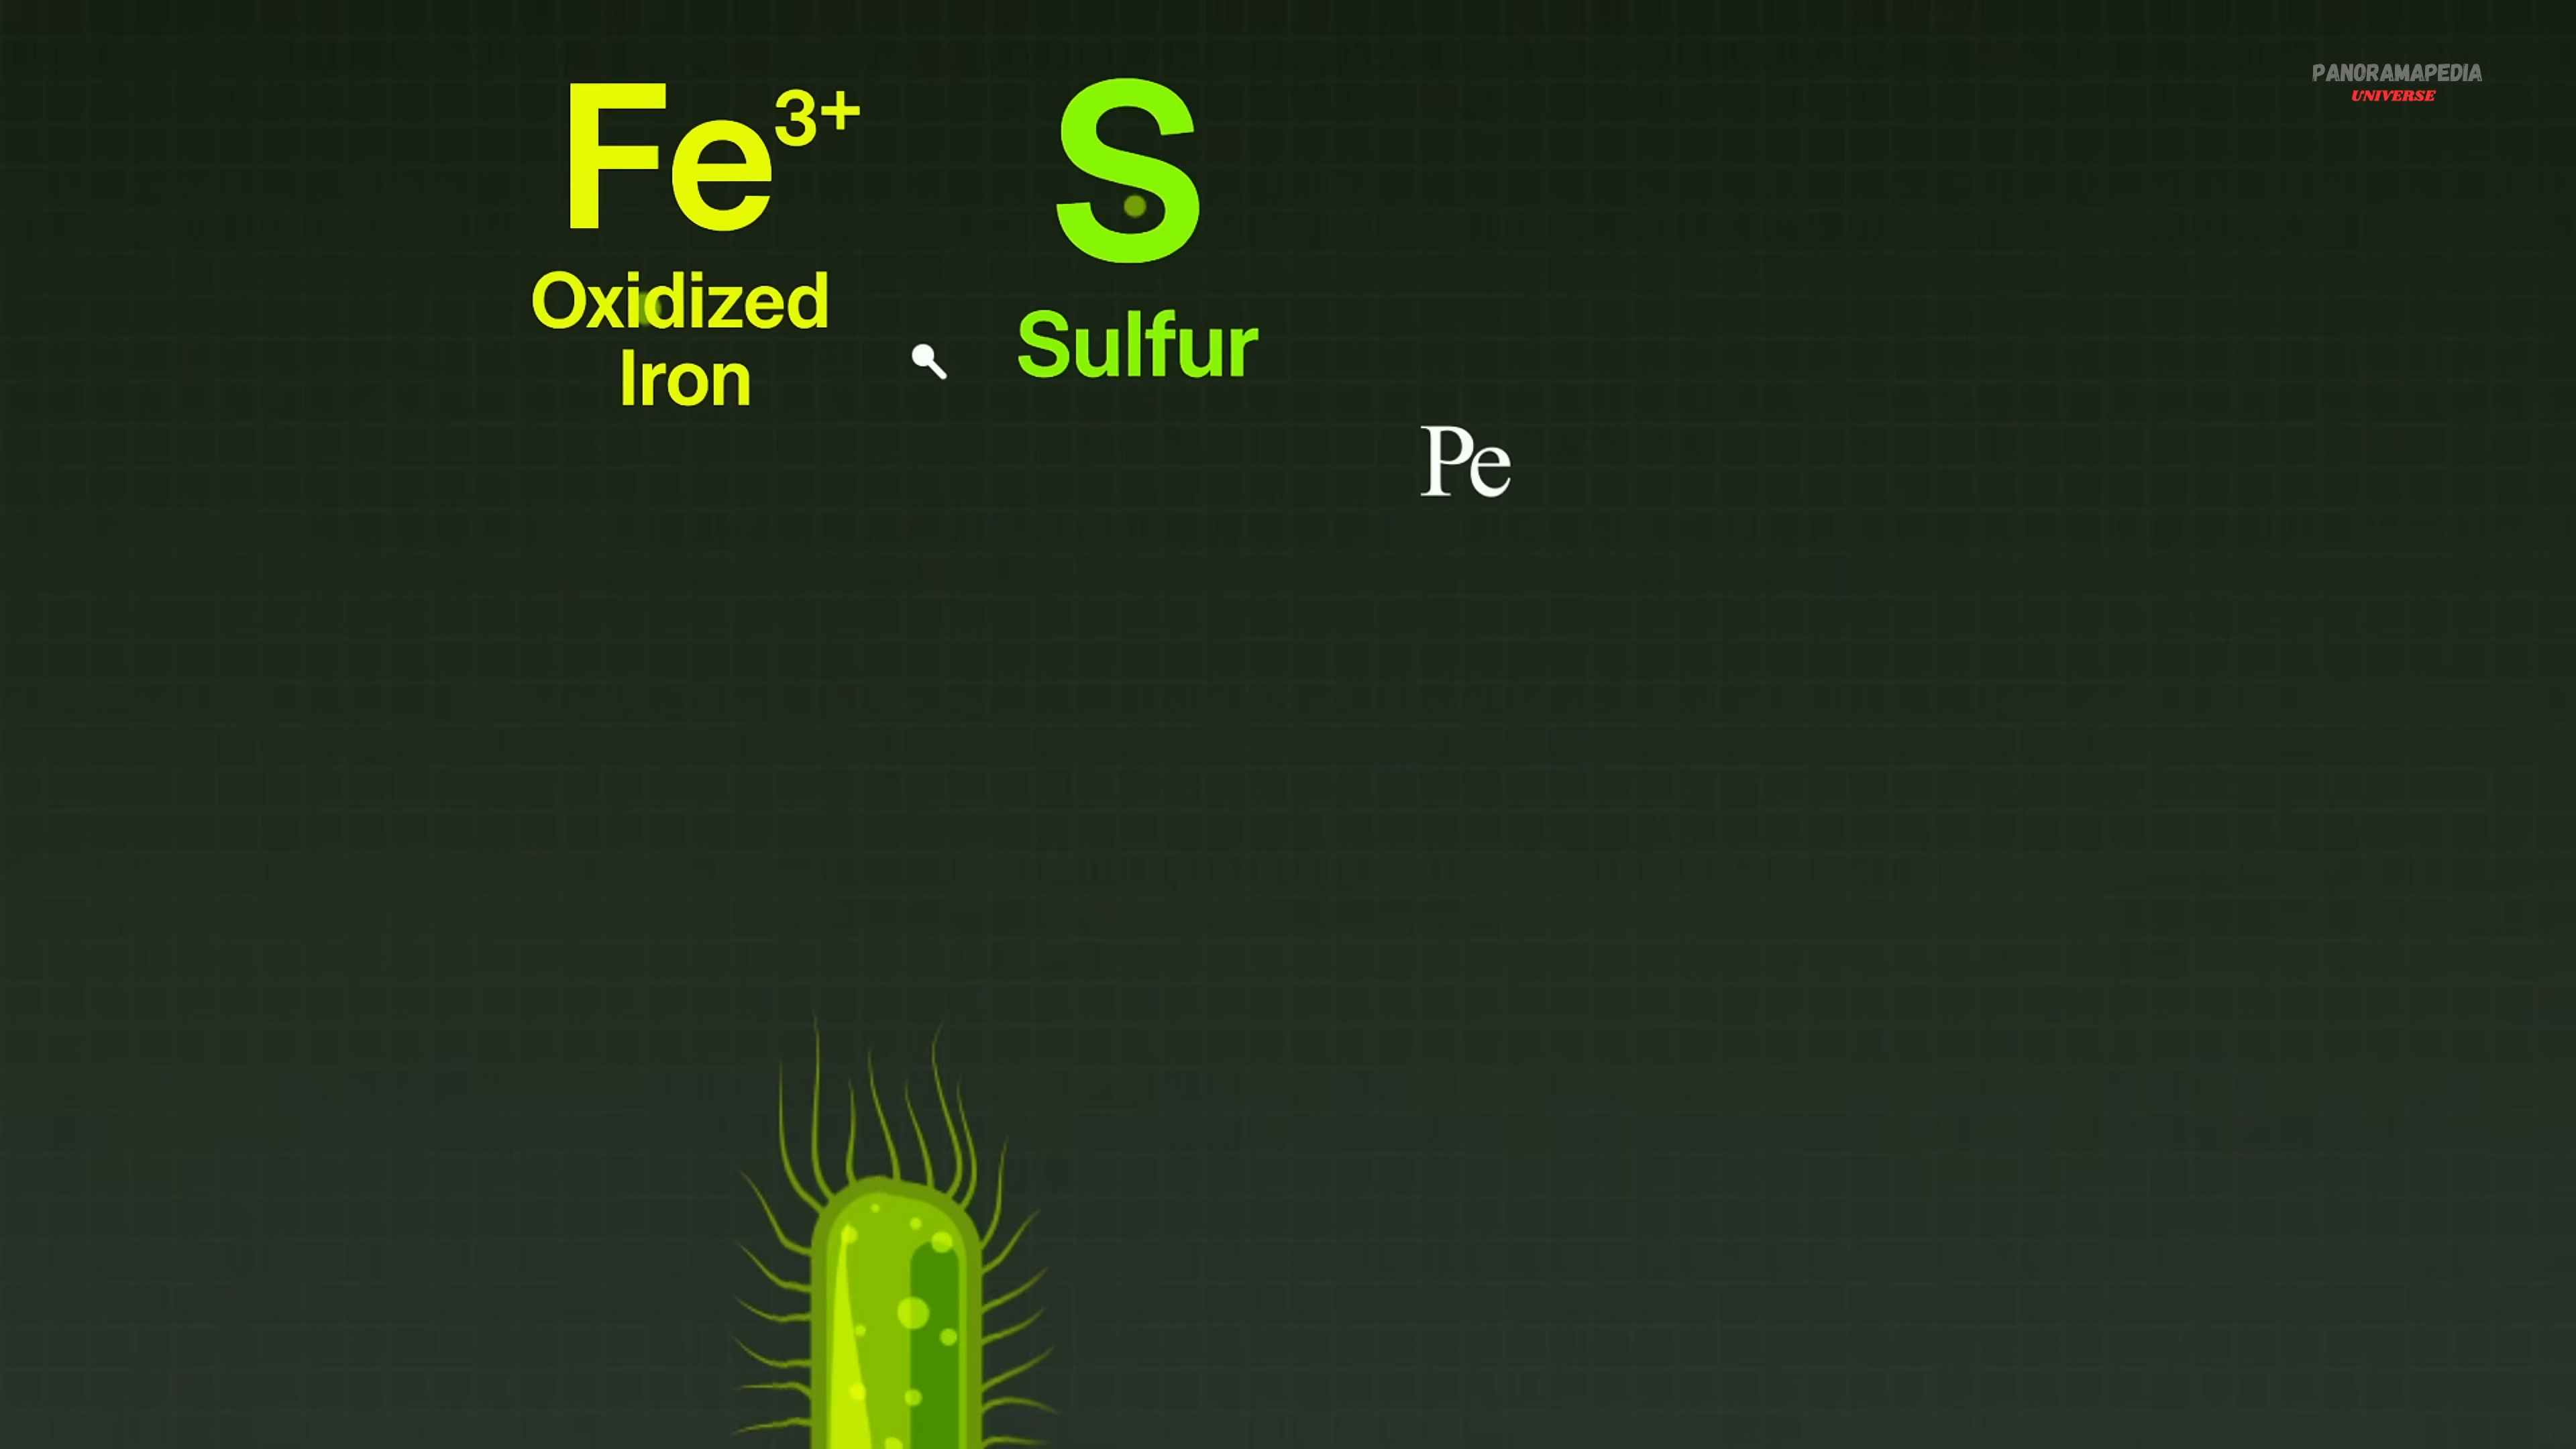 Fe³⁺
Oxidized
Iron
S
Sulfur
Pe
PANORAMAPEDIA
UNIVERSE